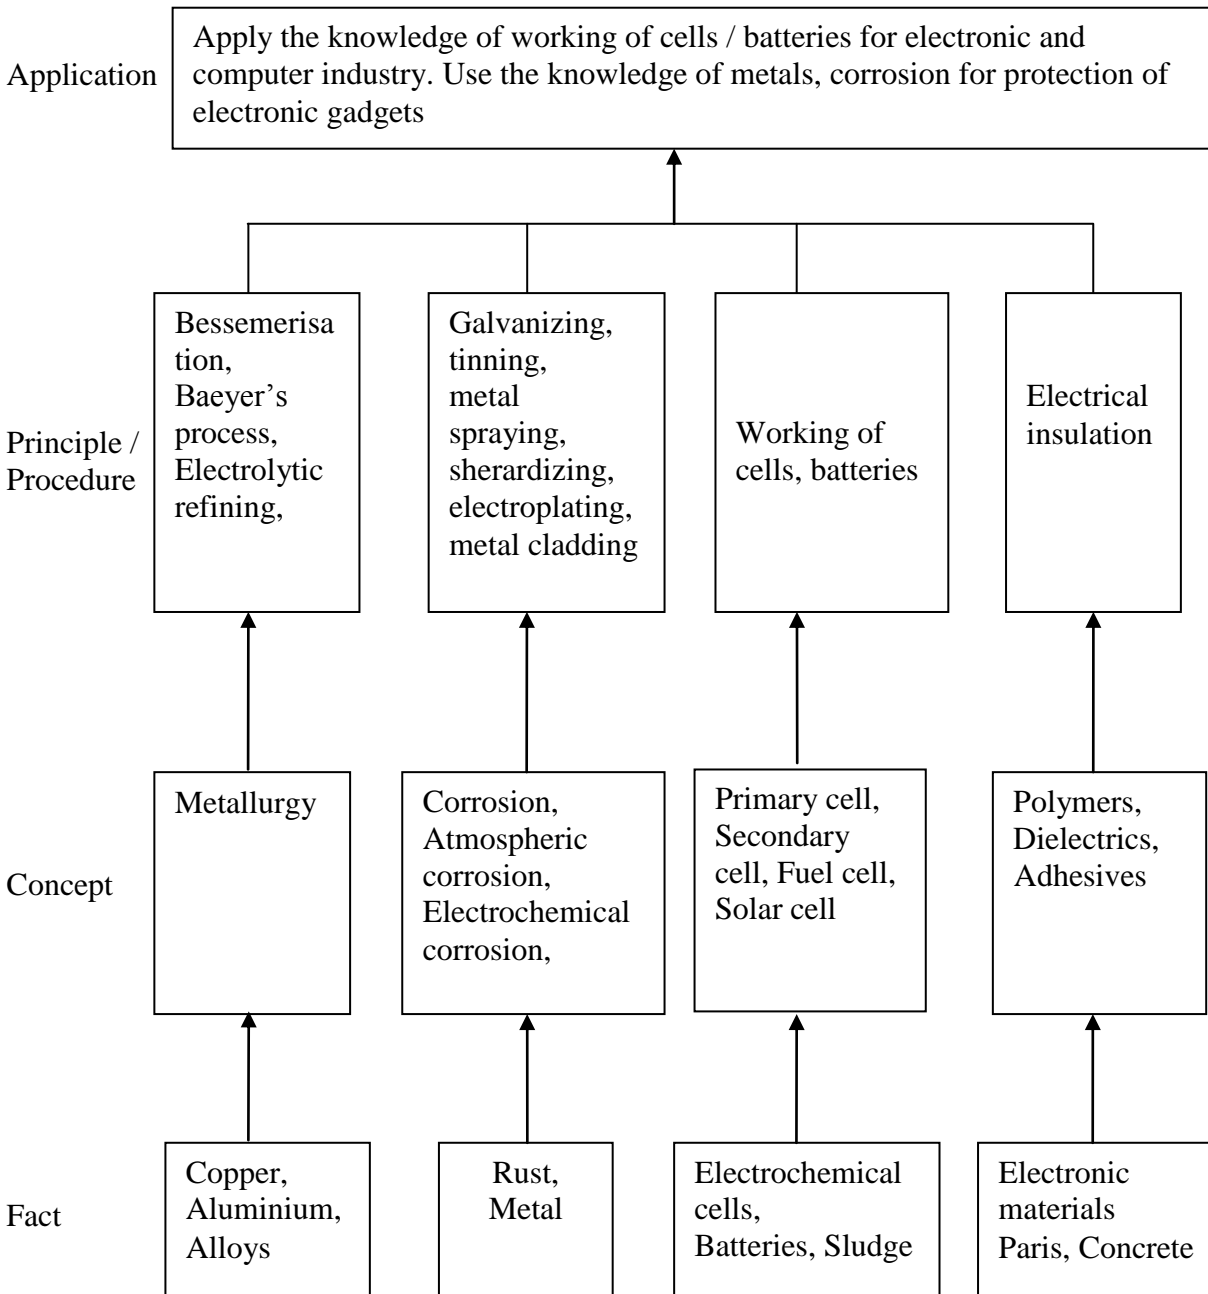 Application
Apply the knowledge of working of cells / batteries for electronic and
computer industry. Use the knowledge of metals, corrosion for protection of
electronic gadgets
Principle /
Procedure
Bessemerisa
tion,
Baeyer’s
process,
Electrolytic
refining,
Galvanizing,
tinning,
metal
spraying,
sherardizing,
electroplating,
metal cladding
Working of
cells, batteries
Electrical
insulation
Concept
Metallurgy
Corrosion,
Atmospheric
corrosion,
Electrochemical
corrosion,
Primary cell,
Secondary
cell, Fuel cell,
Solar cell
Polymers,
Dielectrics,
Adhesives
Fact
Copper,
Aluminium,
Alloys
Rust,
Metal
Electrochemical
cells,
Batteries, Sludge
Electronic
materials
Paris, Concrete